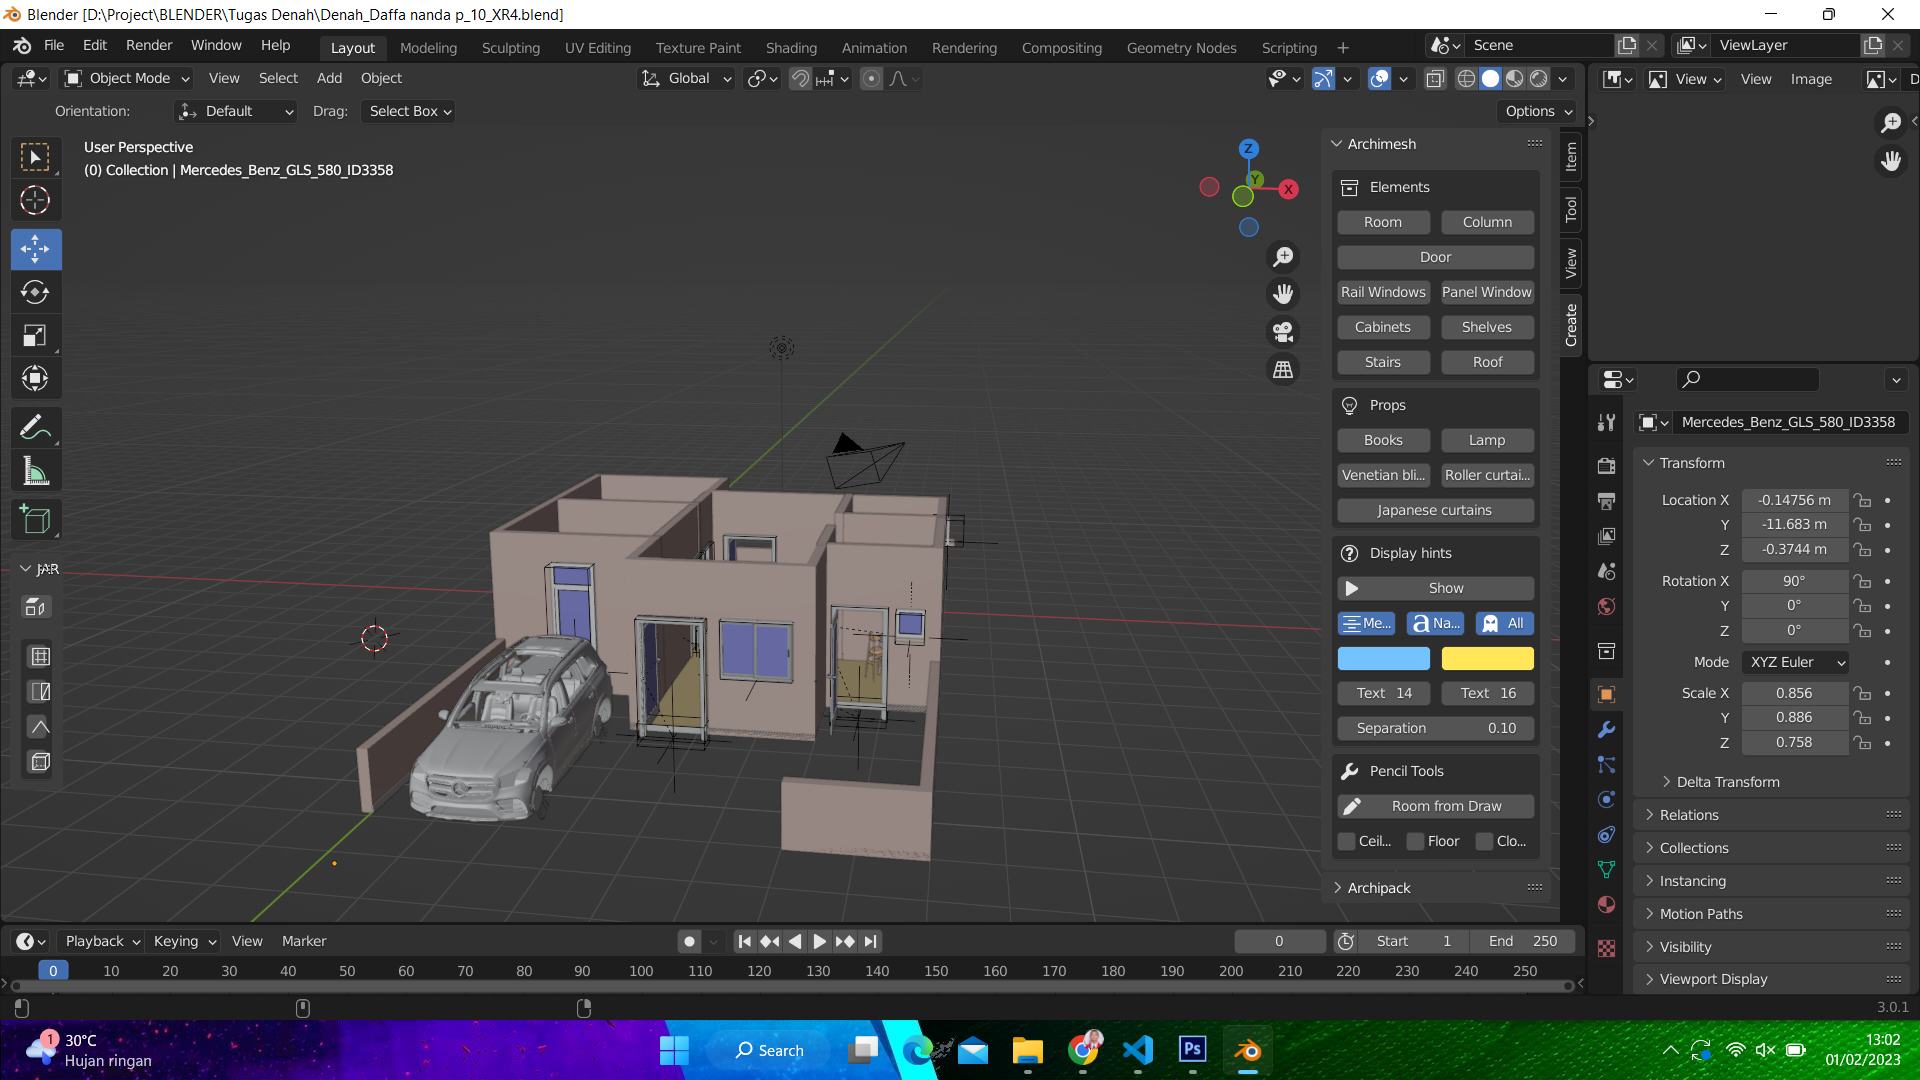 Blender [D:\Project\BLENDER\Tugas Denah\Denah_Daffa nanda p_10_XR4.blend]
File Edit Render Window Help Layout Modeling Sculpting UV Editing Texture Paint Shading Animation Rendering Compositing Geometry Nodes Scripting Scene ViewLayer
Object Mode View Select Add Object Global View View Image D
Orientation: Default Drag: Select Box Options
User Perspective
(0) Collection | Mercedes_Benz_GLS_580_ID3358
Z
Y
X
Archimesh
Elements
Room Column
Door
Rail Windows Panel Window
Cabinets Shelves
Stairs Roof
Props
Books Lamp
Venetian bli... Roller curtai...
Japanese curtains
Display hints
Show
Me... a Na... All
Text 14 Text 16
Separation 0.10
Pencil Tools
Room from Draw
Ceil... Floor Clo...
Archipack
Item
Tool
View
Create
Mercedes_Benz_GLS_580_ID3358
Transform
Location X -0.14756 m
Y -11.683 m
Z -0.3744 m
Rotation X 90°
Y 0°
Z 0°
Mode XYZ Euler
Scale X 0.856
Y 0.886
Z 0.758
Delta Transform
Relations
Collections
Instancing
Motion Paths
Visibility
Viewport Display
Playback Keying View Marker 0 Start 1 End 250
0 10 20 30 40 50 60 70 80 90 100 110 120 130 140 150 160 170 180 190 200 210 220 230 240 250
3.0.1
1
30°C
Hujan ringan
Search
Ps
13:02
01/02/2023